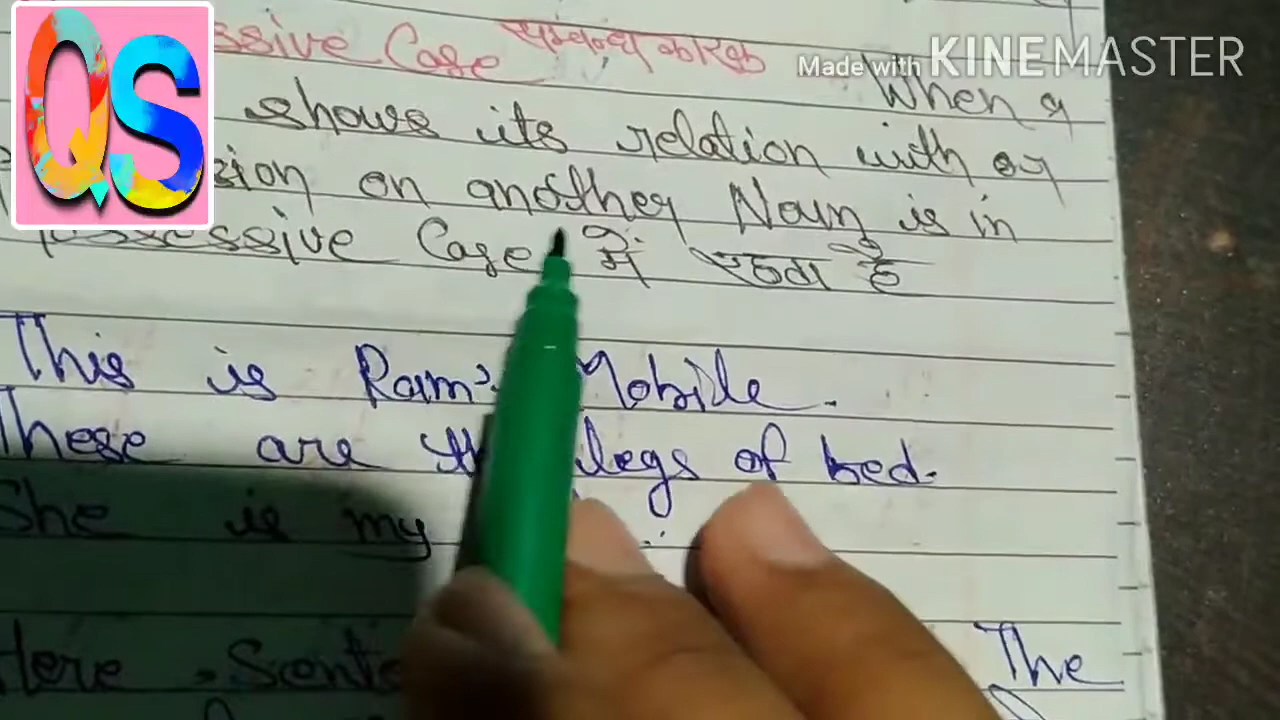 QS
Made with KINEMASTER
ssive Case सम्बन्ध कारक
When a
shows its relation with or
sion on another Noun is in
possessive Case में रहता है
This is Ram's Mobile.
These are the legs of bed.
She is my
Here Sente
The